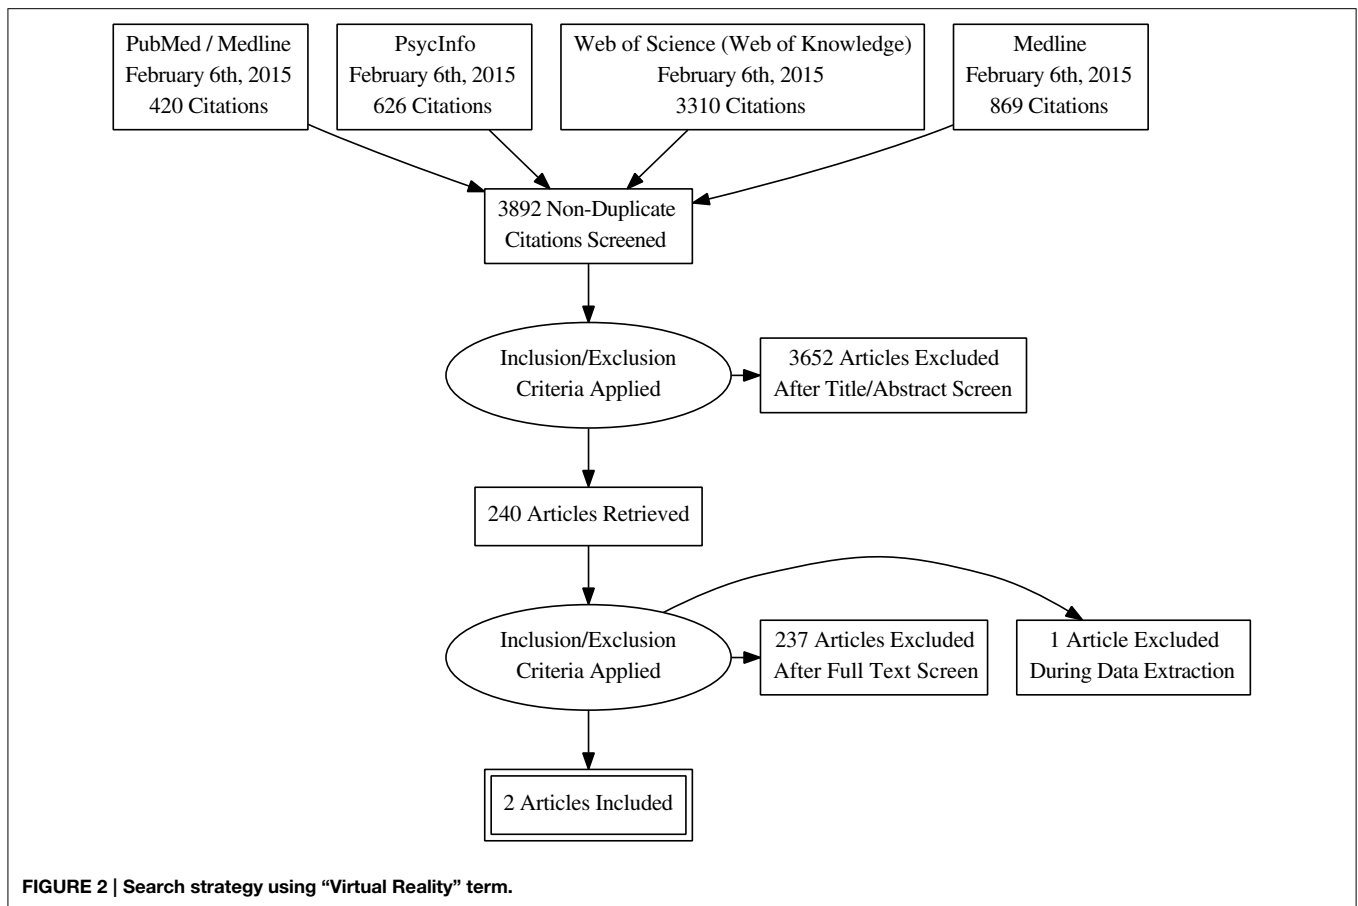 PubMed / Medline
February 6th, 2015
420 Citations
PsycInfo
February 6th, 2015
626 Citations
Web of Science (Web of Knowledge)
February 6th, 2015
3310 Citations
Medline
February 6th, 2015
869 Citations
3892 Non-Duplicate
Citations Screened
Inclusion/Exclusion
Criteria Applied
3652 Articles Excluded
After Title/Abstract Screen
240 Articles Retrieved
Inclusion/Exclusion
Criteria Applied
237 Articles Excluded
After Full Text Screen
1 Article Excluded
During Data Extraction
2 Articles Included
FIGURE 2 | Search strategy using “Virtual Reality” term.